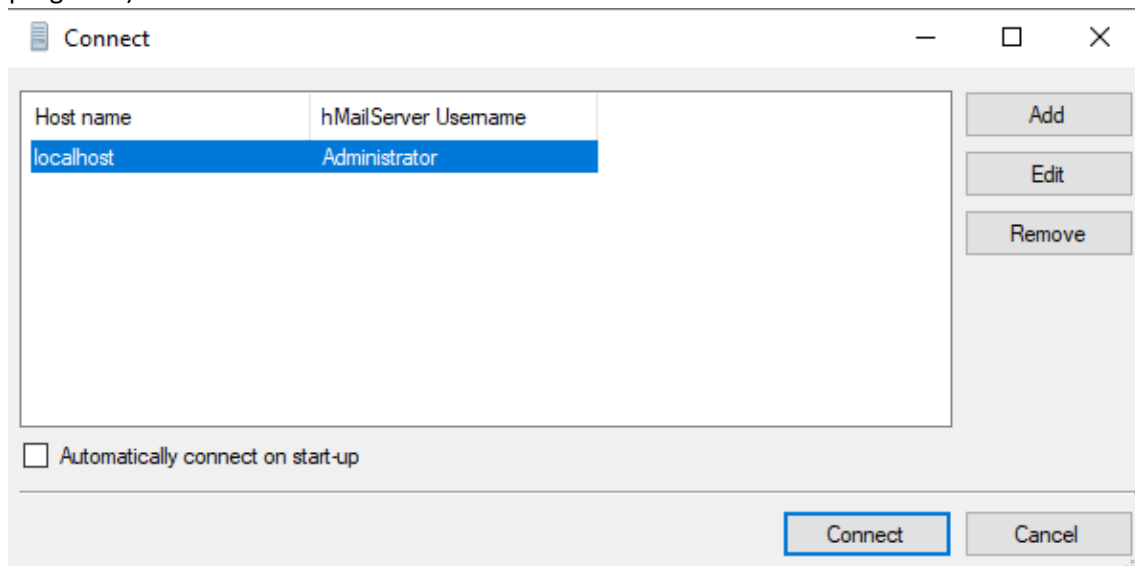 Connect
Host name hMailServer Username Add
localhost Administrator
Edit
Remove
Automatically connect on start-up
Connect Cancel